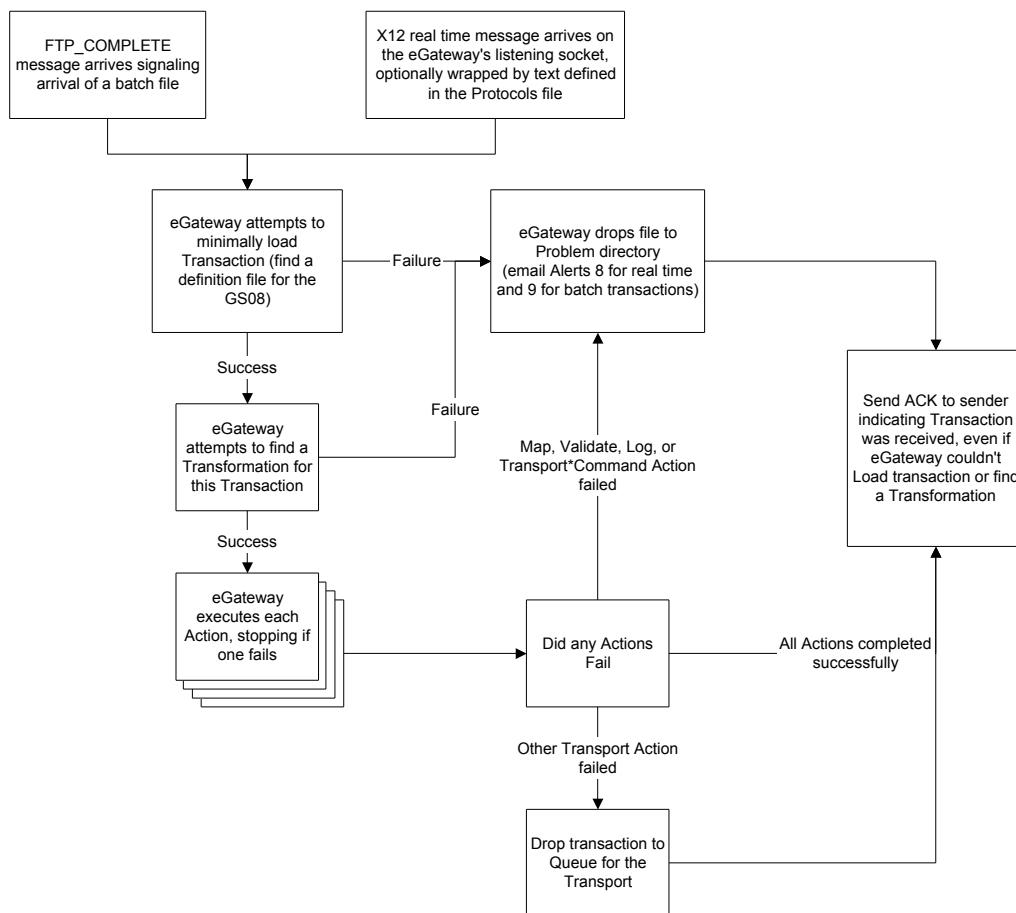 FTP_COMPLETE
message arrives signaling
arrival of a batch file
X12 real time message arrives on
the eGateway's listening socket,
optionally wrapped by text defined
in the Protocols file
eGateway attempts to
minimally load
Transaction (find a
definition file for the
GS08)
Failure
eGateway drops file to
Problem directory
(email Alerts 8 for real time
and 9 for batch transactions)
Success
Failure
eGateway
attempts to find a
Transformation for
this Transaction
Map, Validate, Log, or
Transport*Command Action
failed
Send ACK to sender
indicating Transaction
was received, even if
eGateway couldn't
Load transaction or find
a Transformation
Success
eGateway
executes each
Action, stopping if
one fails
Did any Actions
Fail
All Actions completed
successfully
Other Transport Action
failed
Drop transaction to
Queue for the
Transport